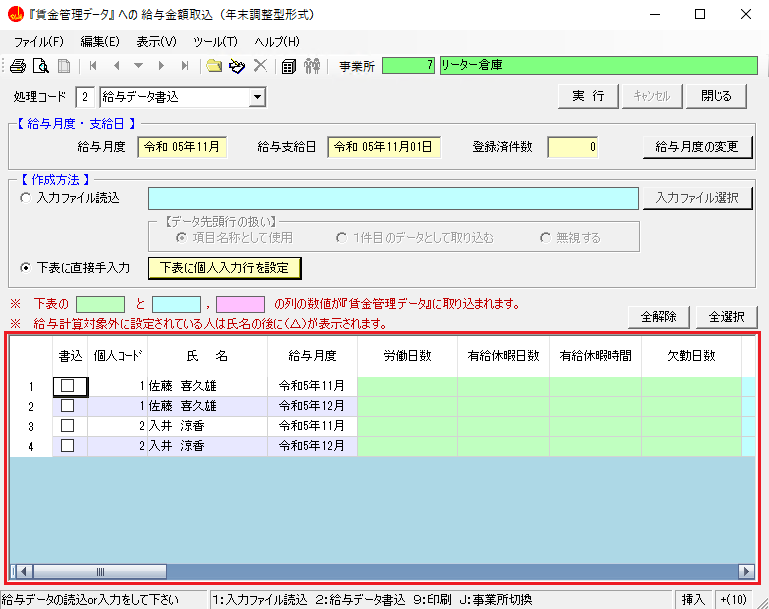 『賃金管理データ』への 給与金額取込 （年末調整型形式）
ファイル(F) 編集(E) 表示(V) ツール(T) ヘルプ(H)
事業所 7 リーター倉庫
処理コード 2 給与データ書込 実 行 キャンセル 閉じる
【 給与月度・支給日 】
給与月度 令和 05年11月 給与支給日 令和 05年11月01日 登録済件数 0 給与月度の変更
【 作成方法 】
入力ファイル読込 入力ファイル選択
【データ先頭行の扱い】
項目名称として使用 1件目のデータとして取り込む 無視する
下表に直接手入力 下表に個人入力行を設定
※ 下表の と , の列の数値が『賃金管理データ』に取り込まれます。
※ 給与計算対象外に設定されている人は氏名の後に(△)が表示されます。 全解除 全選択
書込 個人コード 氏 名 給与月度 労働日数 有給休暇日数 有給休暇時間 欠勤日数
1 1 佐藤 喜久雄 令和5年11月
2 1 佐藤 喜久雄 令和5年12月
3 2 入井 涼香 令和5年11月
4 2 入井 涼香 令和5年12月
給与データの読込or入力をして下さい 1:入力ファイル読込 2:給与データ書込 9:印刷 J:事業所切換 挿入 +(10)